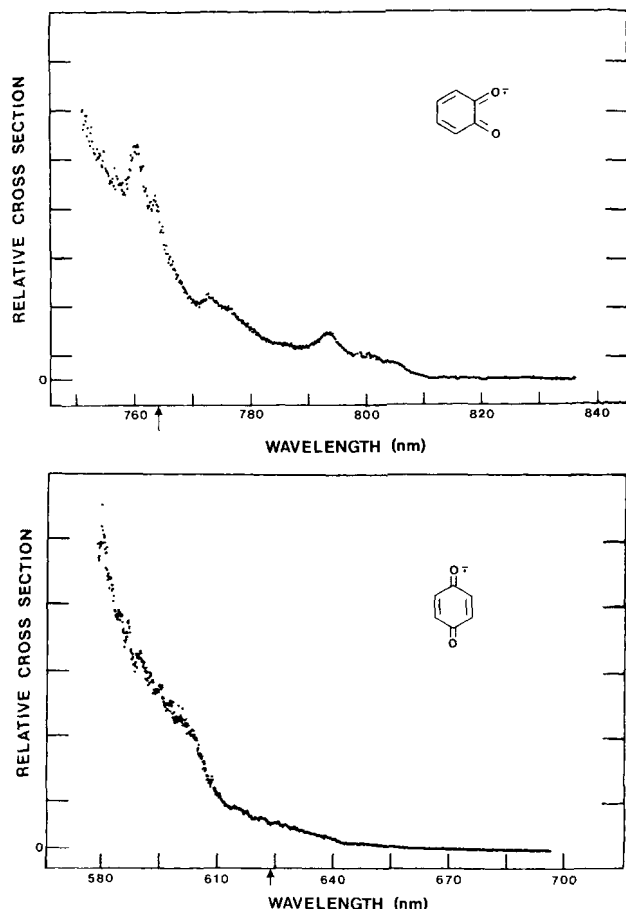 RELATIVE CROSS SECTION
O∸
O
0
760
780
800
820
840
WAVELENGTH (nm)
RELATIVE CROSS SECTION
O∸
O
0
580
610
640
670
700
WAVELENGTH (nm)